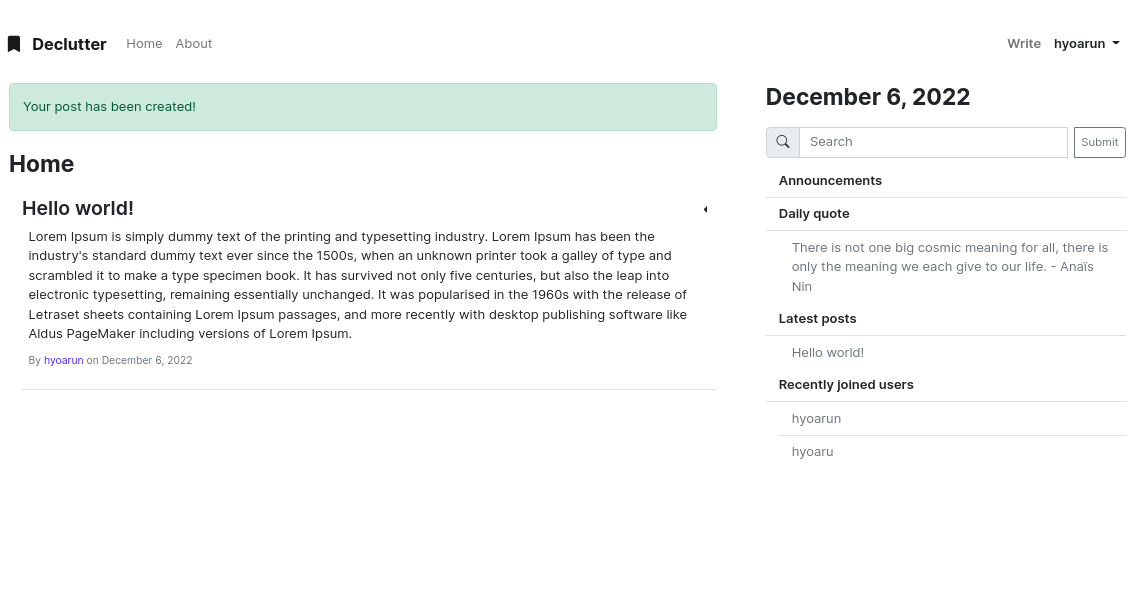 Declutter Home About Write hyoarun
Your post has been created!
Home
Hello world!
Lorem Ipsum is simply dummy text of the printing and typesetting industry. Lorem Ipsum has been the
industry's standard dummy text ever since the 1500s, when an unknown printer took a galley of type and
scrambled it to make a type specimen book. It has survived not only five centuries, but also the leap into
electronic typesetting, remaining essentially unchanged. It was popularised in the 1960s with the release of
Letraset sheets containing Lorem Ipsum passages, and more recently with desktop publishing software like
Aldus PageMaker including versions of Lorem Ipsum.
By hyoarun on December 6, 2022
December 6, 2022
Search Submit
Announcements
Daily quote
There is not one big cosmic meaning for all, there is
only the meaning we each give to our life. - Anaïs
Nin
Latest posts
Hello world!
Recently joined users
hyoarun
hyoaru